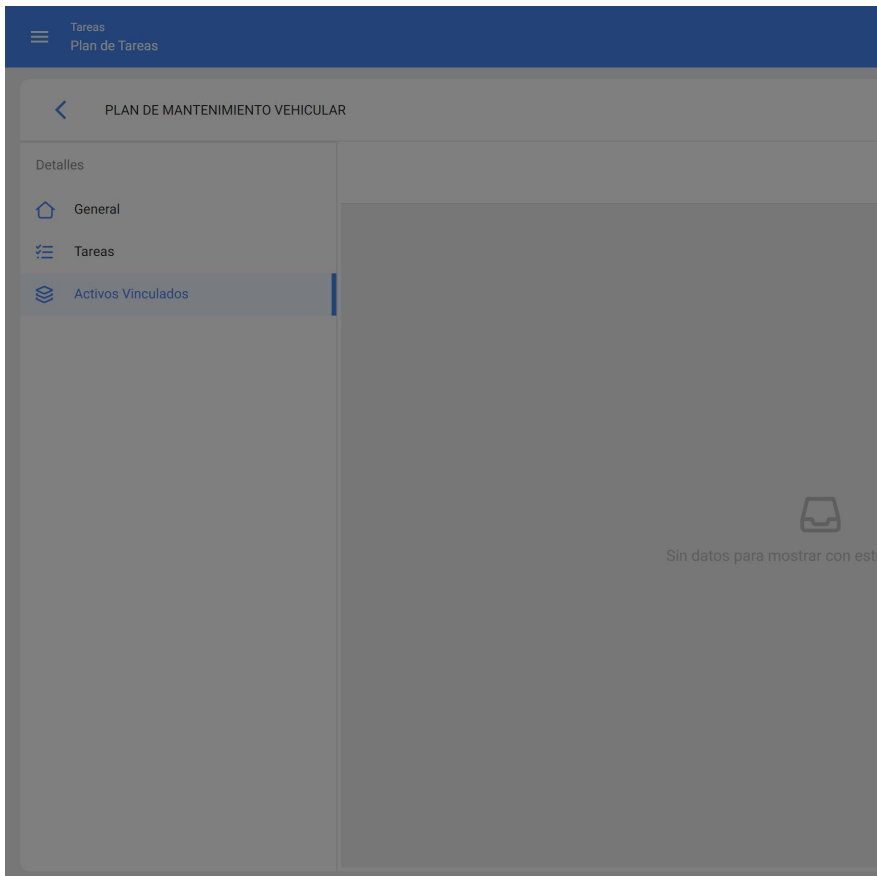 Tareas
Plan de Tareas
PLAN DE MANTENIMIENTO VEHICULAR
Detalles
General
Tareas
Activos Vinculados
Sin datos para mostrar con est